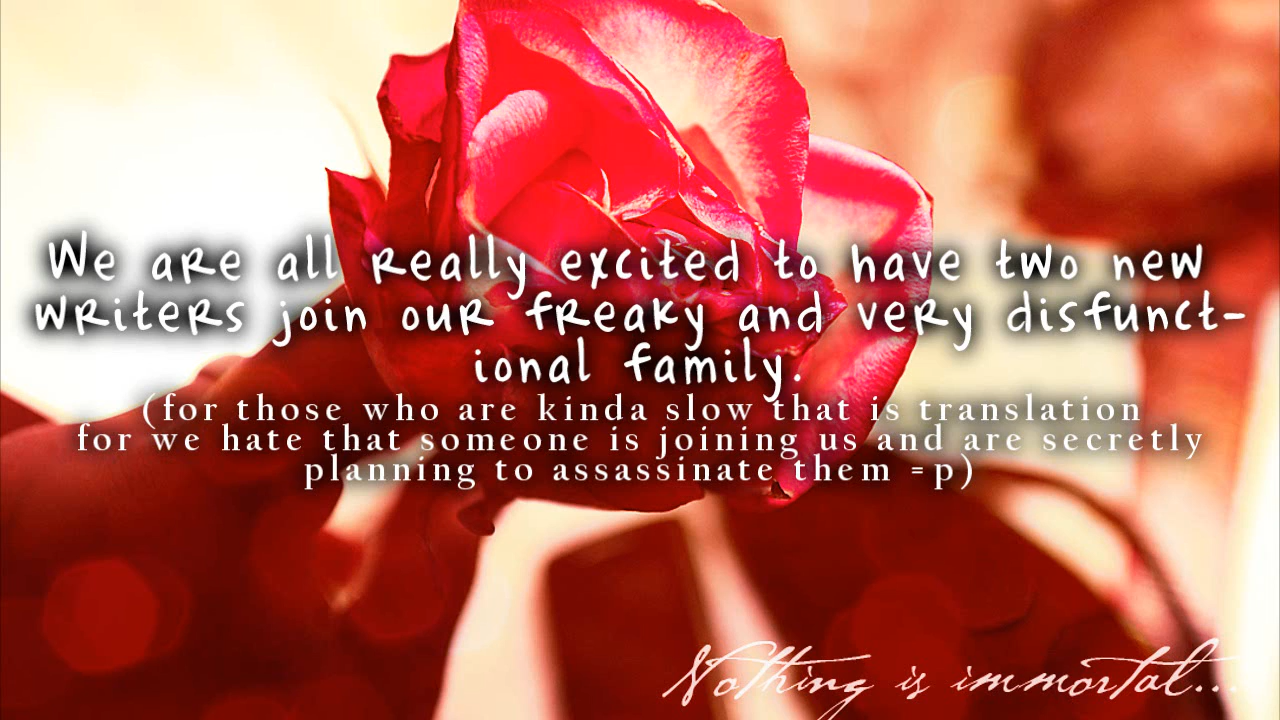 We are all really excited to have two new
writers join our freaky and very disfunct-
ional family.
(for those who are kinda slow that is translation
for we hate that someone is joining us and are secretly
planning to assassinate them =p)
Nothing is immortal...